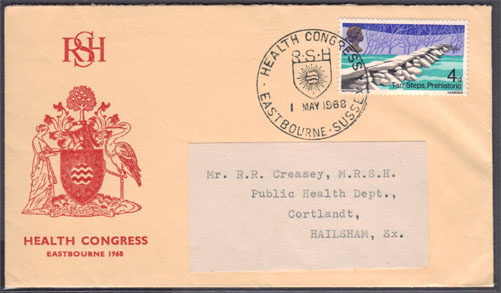 RSH
HEALTH CONGRESS
R·S·H
1 MAY 1968
EASTBOURNE · SUSSEX
4d
Tarr Steps, Prehistoric
HARRISON
Mr. R.R. Creasey, M.R.S.H.
Public Health Dept.,
Cortlandt,
HAILSHAM, Sx.
HEALTH CONGRESS
EASTBOURNE 1968